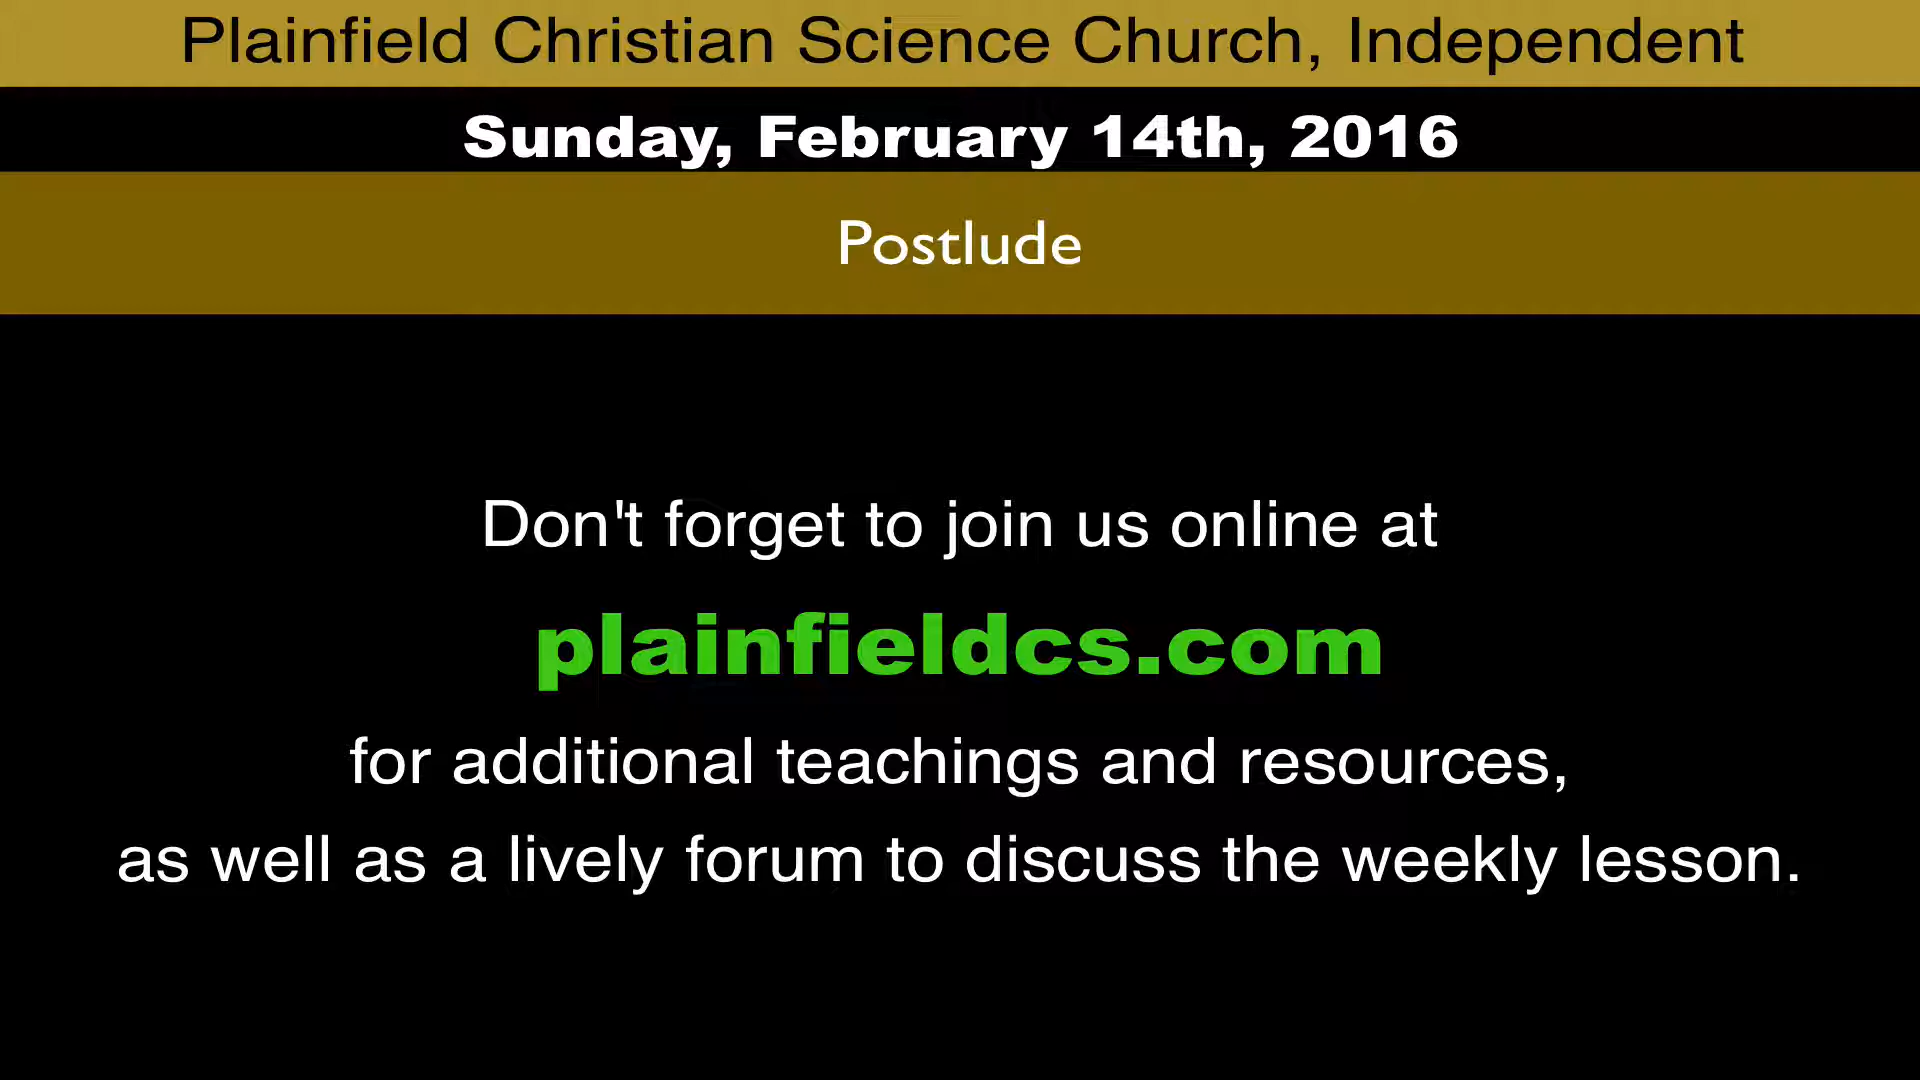 Plainfield Christian Science Church, Independent
Sunday, February 14th, 2016
Postlude
Don't forget to join us online at
plainfieldcs.com
for additional teachings and resources,
as well as a lively forum to discuss the weekly lesson.